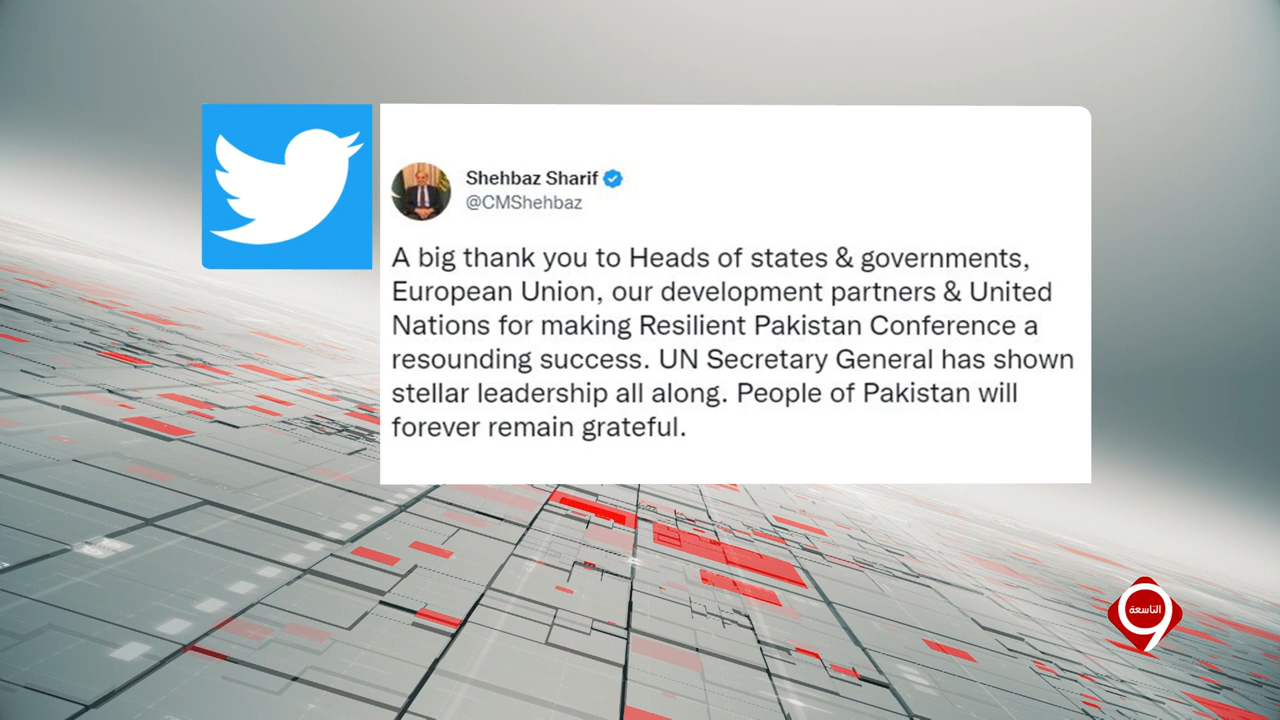 Shehbaz Sharif
@CMShehbaz
A big thank you to Heads of states & governments,
European Union, our development partners & United
Nations for making Resilient Pakistan Conference a
resounding success. UN Secretary General has shown
stellar leadership all along. People of Pakistan will
forever remain grateful.
التاسعة
9